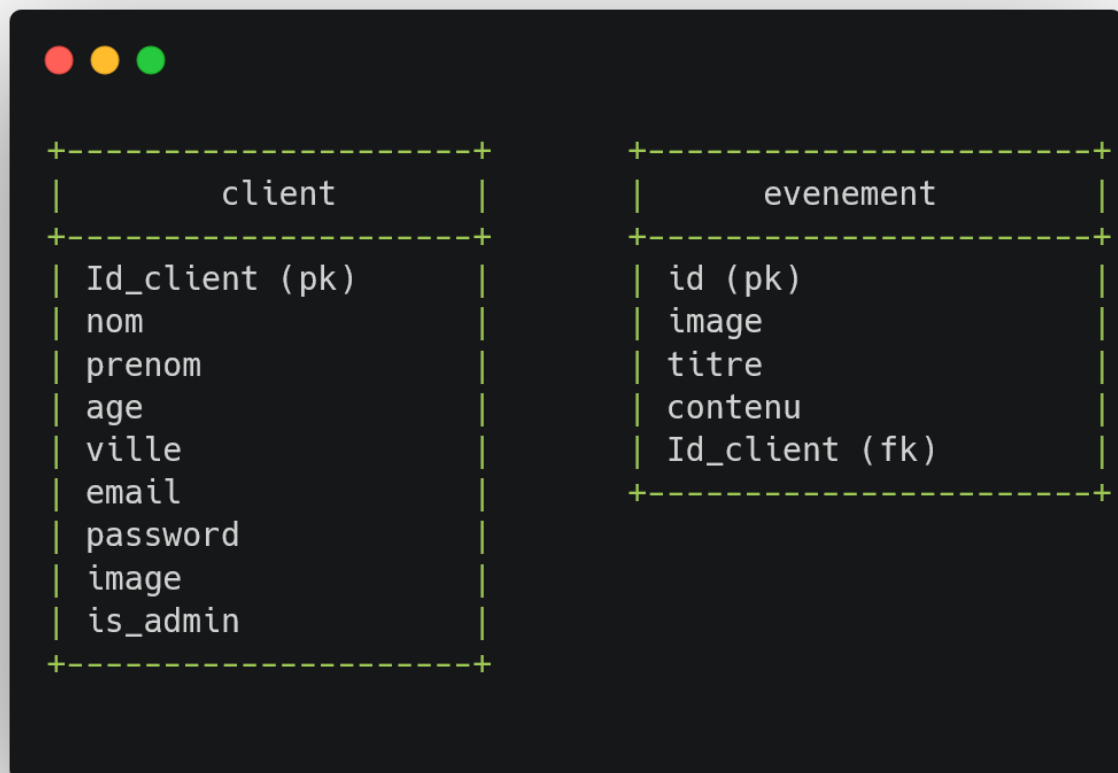 client
Id_client (pk)
nom
prenom
age
ville
email
password
image
is_admin
evenement
id (pk)
image
titre
contenu
Id_client (fk)